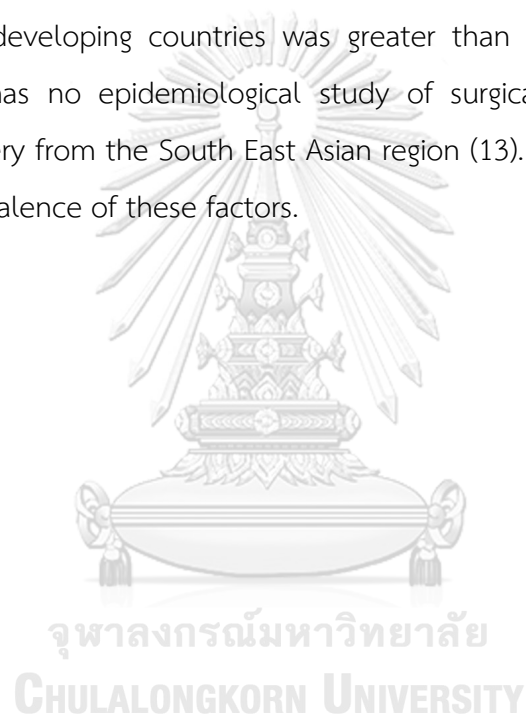 developing countries was greater than
has no epidemiological study of surgica
ery from the South East Asian region (13).
valence of these factors.
จุฬาลงกรณ์มหาวิทยาลัย
CHULALONGKORN UNIVERSITY